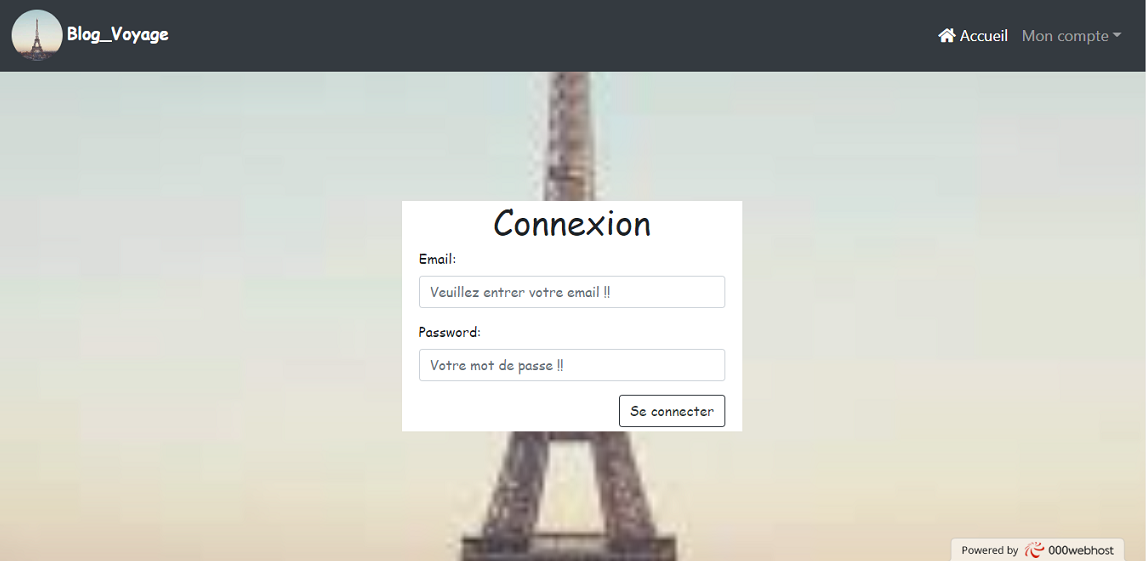 Blog_Voyage
Accueil Mon compte
Connexion
Email:
Veuillez entrer votre email !!
Password:
Votre mot de passe !!
Se connecter
Powered by 000webhost